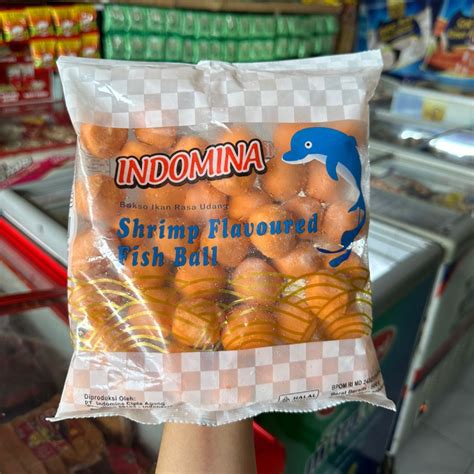 INDOMINA
Bakso Ikan Rasa Udang
Shrimp Flavoured
Fish Ball
Diproduksi Oleh:
PT. Indomina Cipta Agung
HALAL
BPOM RI MD